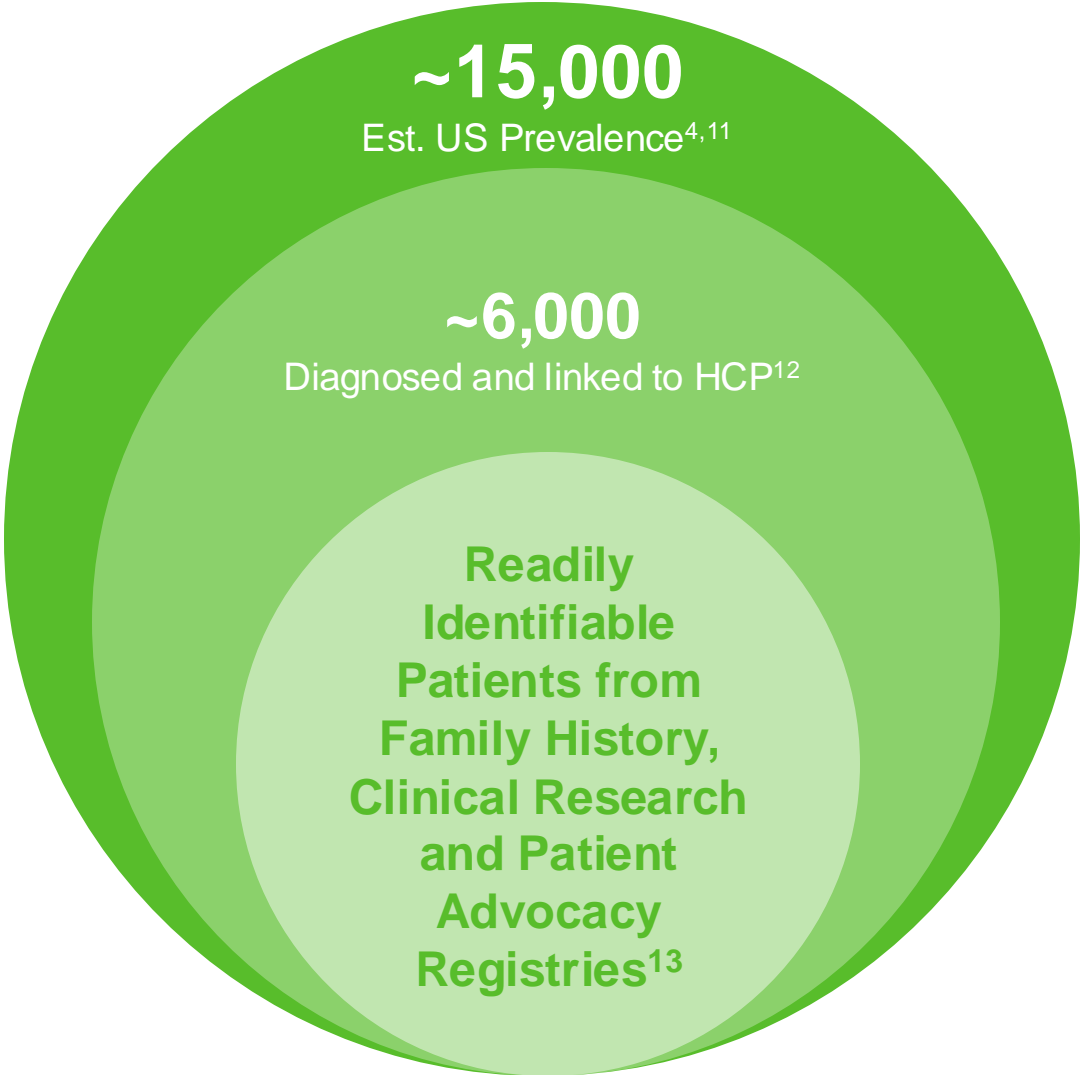 ~15,000
Est. US Prevalence4,11
~6,000
Diagnosed and linked to HCP12
Readily
Identifiable
Patients from
Family History,
Clinical Research
and Patient
Advocacy
Registries13